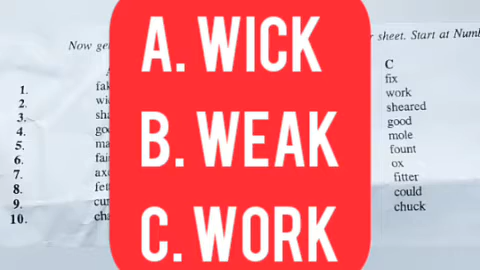 Now get
sheet. Start at
A. WICK
B. WEAK
C. WORK
C
1. fix
2. work
3. sheared
4. good
5. mole
6. fount
7. ox
8. fitter
9. could
10. chuck